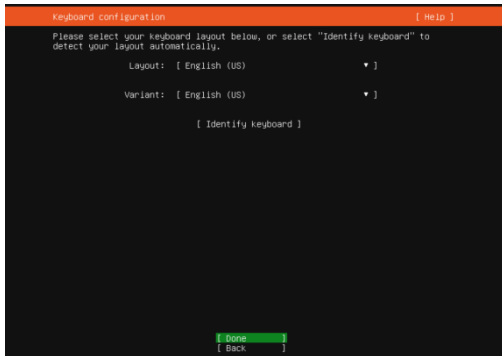 Keyboard configuration [ Help ]
Please select your keyboard layout below, or select "Identify keyboard" to
detect your layout automatically.
Layout: [ English (US) ▾ ]
Variant: [ English (US) ▾ ]
[ Identify keyboard ]
[ Done ]
[ Back ]